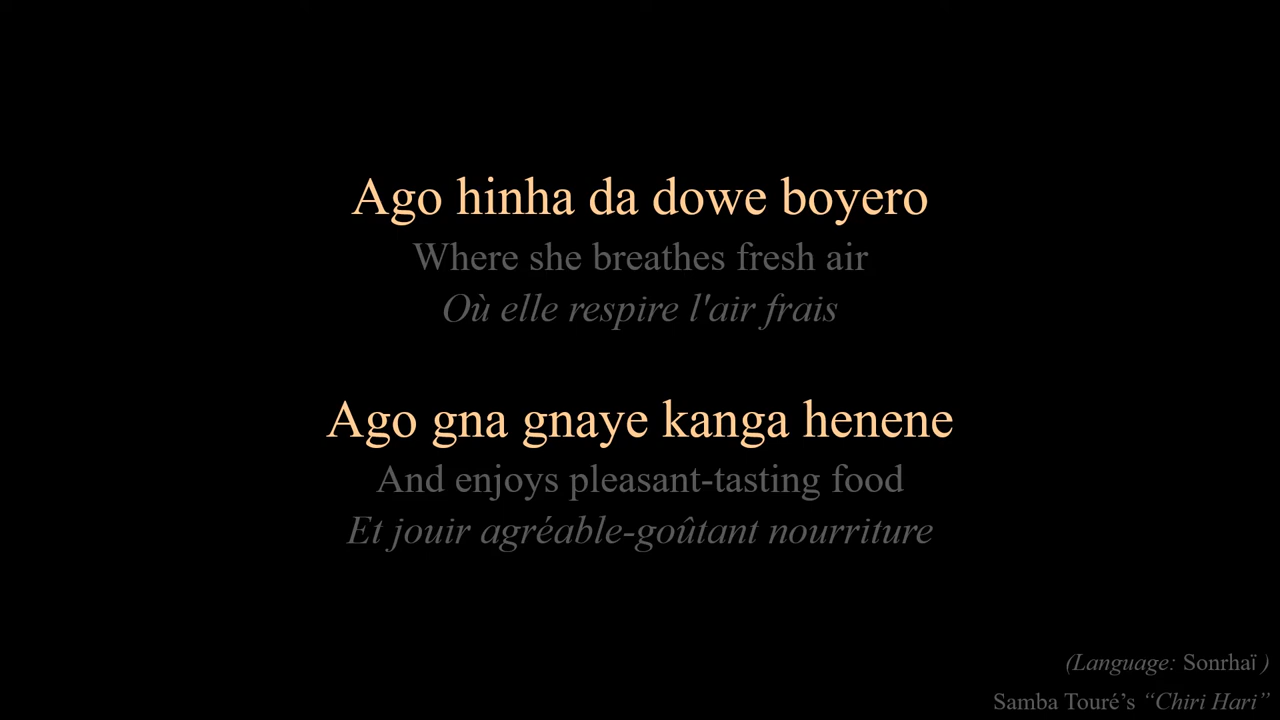 Ago hinha da dowe boyero
Where she breathes fresh air
Où elle respire l'air frais
Ago gna gnaye kanga henene
And enjoys pleasant-tasting food
Et jouir agréable-goûtant nourriture
(Language: Sonrhaï )
Samba Touré’s “Chiri Hari”